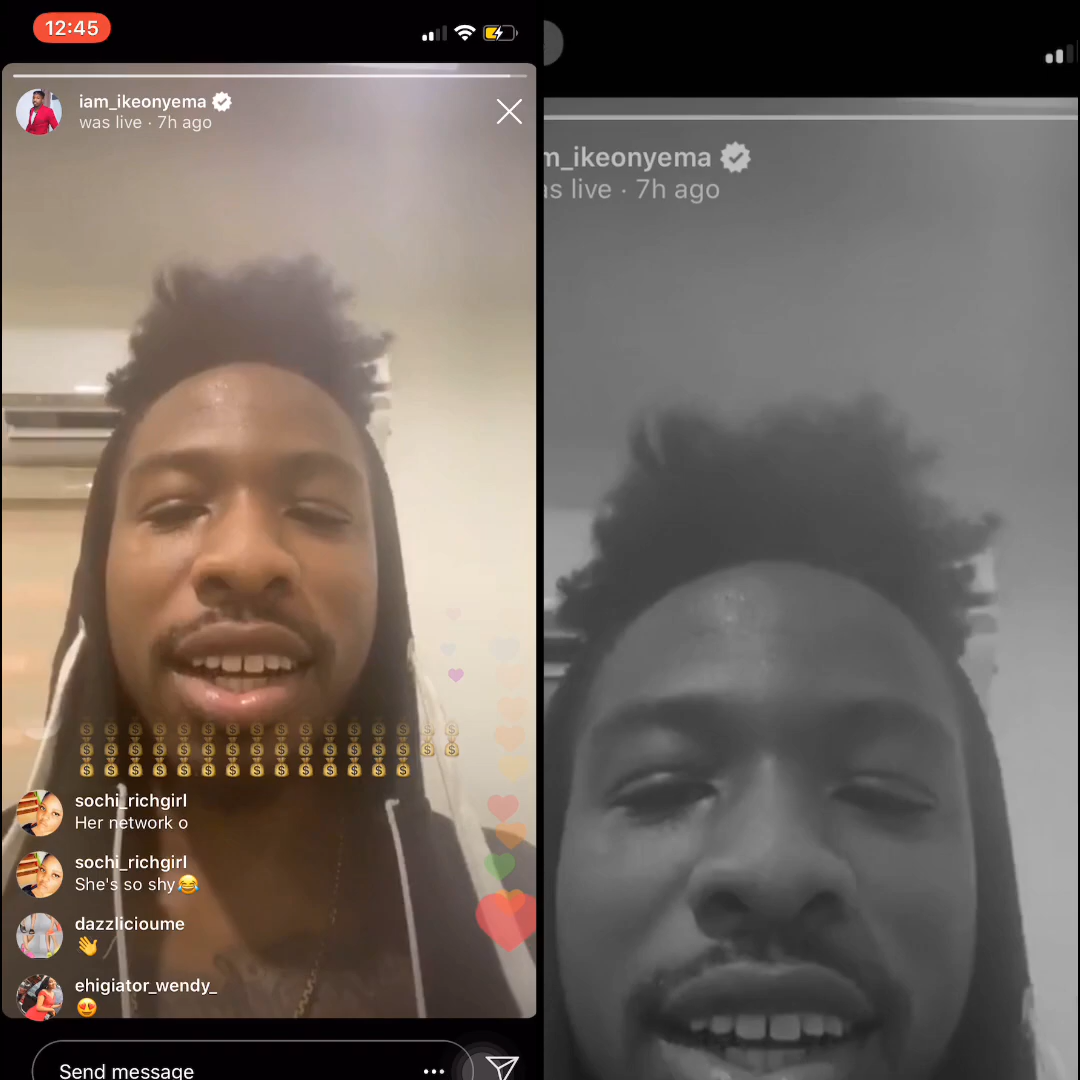 12:45
iam_ikeonyema
was live · 7h ago
sochi_richgirl
Her network o
sochi_richgirl
She's so shy😂
dazzlicioume
👋
ehigiator_wendy_
😍
Send message
m_ikeonyema
as live · 7h ago